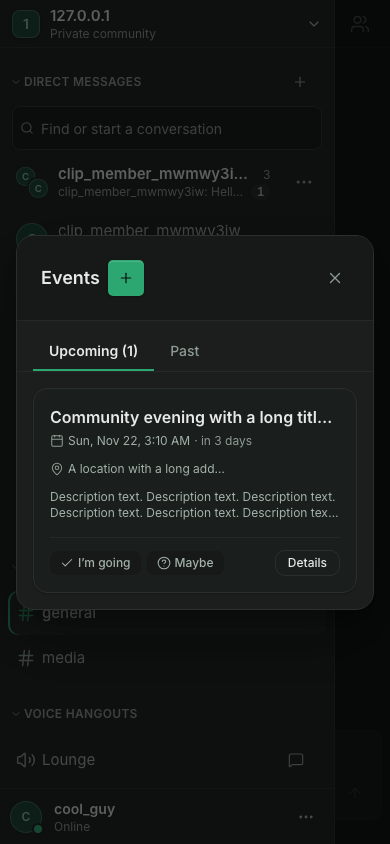 1
127.0.0.1
Private community
DIRECT MESSAGES
Find or start a conversation
C
C
clip_member_mwmwy3i...
3
clip_member_mwmwy3iw: Hell...
1
clip_member_mwmwy3iw
Events
Upcoming (1)
Past
Community evening with a long titl...
Sun, Nov 22, 3:10 AM · in 3 days
A location with a long add...
Description text. Description text. Description text.
Description text. Description text. Description tex...
I'm going
Maybe
Details
general
media
VOICE HANGOUTS
Lounge
C
cool_guy
Online